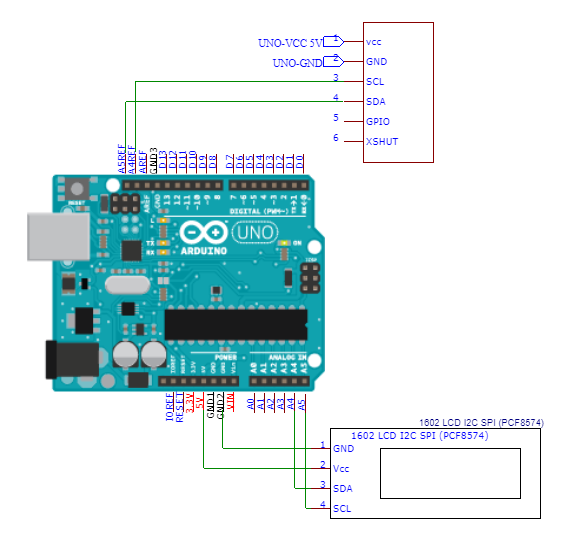 UNO-VCC 5V
1
vcc
UNO-GND
2
GND
3
SCL
4
SDA
5
GPIO
6
XSHUT
A5REF
A4REF
AREF
GND3
D13
D12
D11
D10
D9
D8
D7
D6
D5
D4
D3
D2
D1
D0
RESET
AREF
GND
13
12
~11
~10
~9
8
7
~6
~5
4
~3
2
TX→1
RX←0
DIGITAL (PWM~)
L
TX
RX
UNO
ON
ARDUINO
ICSP
POWER
ANALOG IN
IOREF
RESET
3.3V
5V
GND
GND
Vin
A0
A1
A2
A3
A4
A5
IOREF
RESET
3.3V
5V
GND1
GND2
VIN
A0
A1
A2
A3
A4
A5
1602 LCD I2C SPI (PCF8574)
1602 LCD I2C SPI (PCF8574)
1
GND
2
Vcc
3
SDA
4
SCL